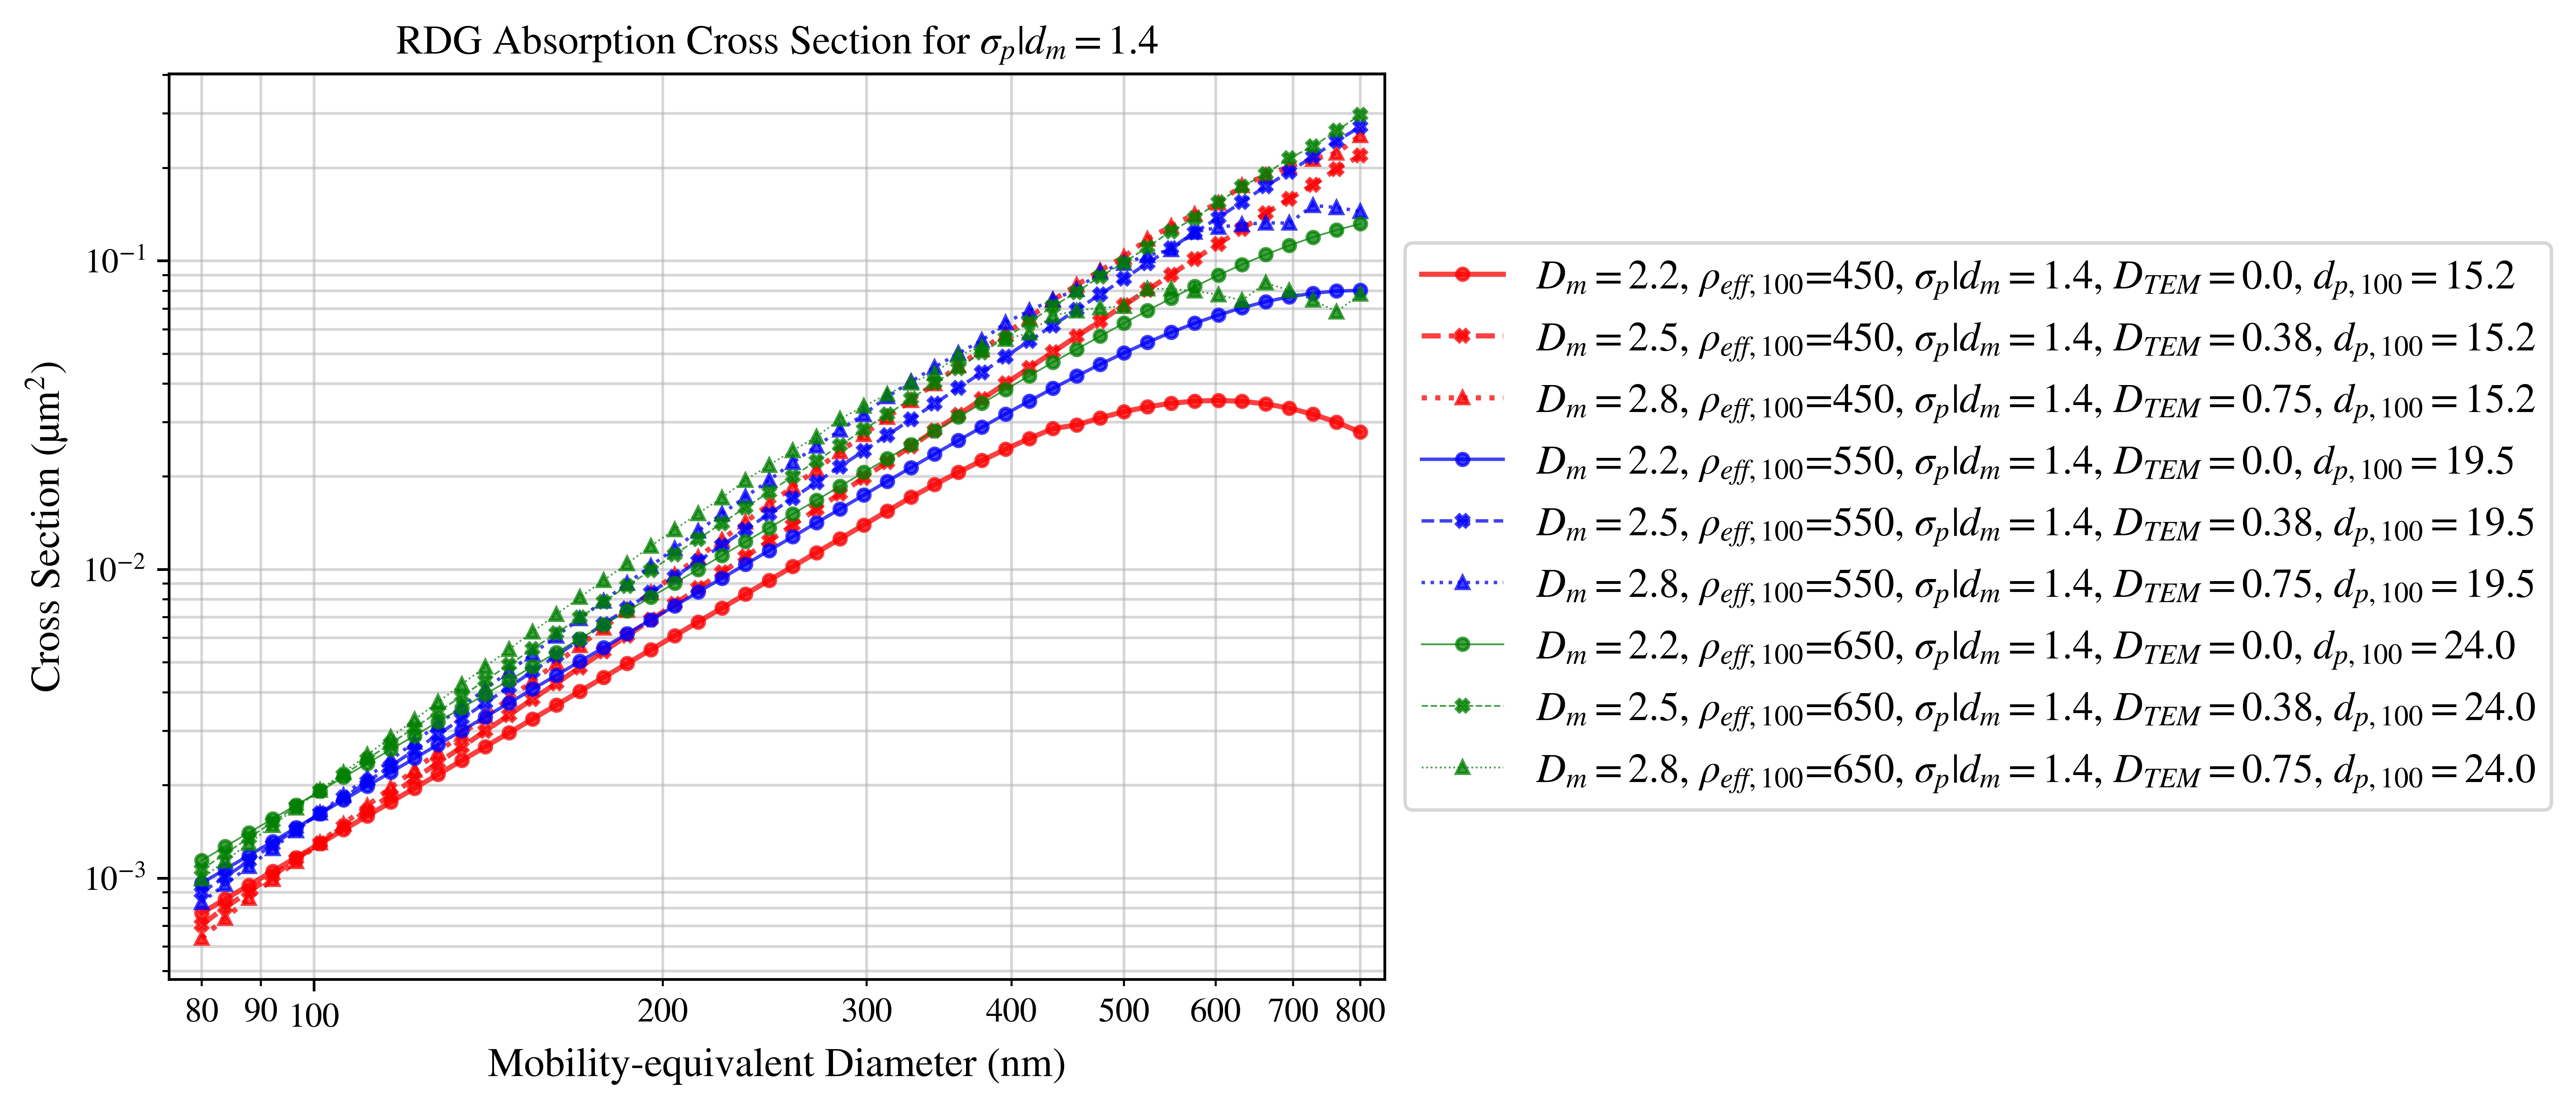 RDG Absorption Cross Section for σp|dm = 1.4
Cross Section (μm²)
10⁻¹
10⁻²
10⁻³
80 90 100 200 300 400 500 600 700 800
Mobility-equivalent Diameter (nm)
Dm = 2.2, ρeff,100=450, σp|dm = 1.4, DTEM = 0.0, dp,100 = 15.2
Dm = 2.5, ρeff,100=450, σp|dm = 1.4, DTEM = 0.38, dp,100 = 15.2
Dm = 2.8, ρeff,100=450, σp|dm = 1.4, DTEM = 0.75, dp,100 = 15.2
Dm = 2.2, ρeff,100=550, σp|dm = 1.4, DTEM = 0.0, dp,100 = 19.5
Dm = 2.5, ρeff,100=550, σp|dm = 1.4, DTEM = 0.38, dp,100 = 19.5
Dm = 2.8, ρeff,100=550, σp|dm = 1.4, DTEM = 0.75, dp,100 = 19.5
Dm = 2.2, ρeff,100=650, σp|dm = 1.4, DTEM = 0.0, dp,100 = 24.0
Dm = 2.5, ρeff,100=650, σp|dm = 1.4, DTEM = 0.38, dp,100 = 24.0
Dm = 2.8, ρeff,100=650, σp|dm = 1.4, DTEM = 0.75, dp,100 = 24.0